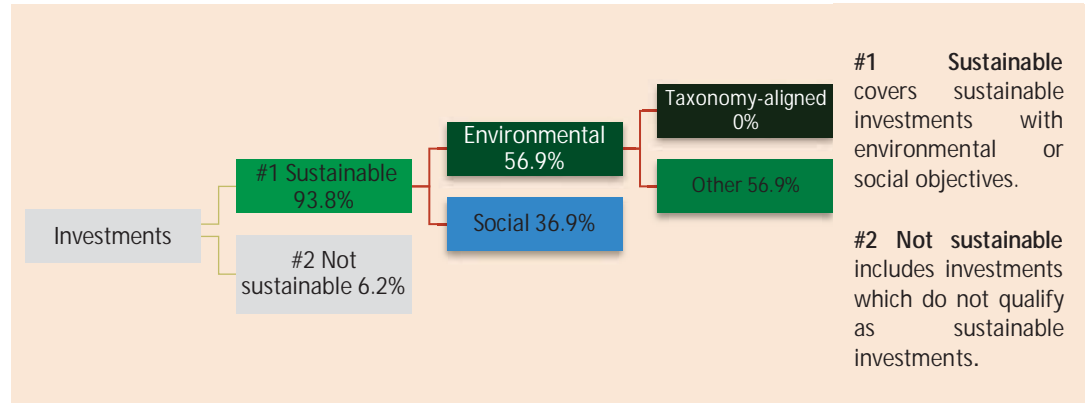 Investments
#1 Sustainable
93.8%
#2 Not
sustainable 6.2%
Environmental
56.9%
Social 36.9%
Taxonomy-aligned
0%
Other 56.9%
#1 Sustainable
covers sustainable
investments with
environmental or
social objectives.
#2 Not sustainable
includes investments
which do not qualify
as sustainable
investments.